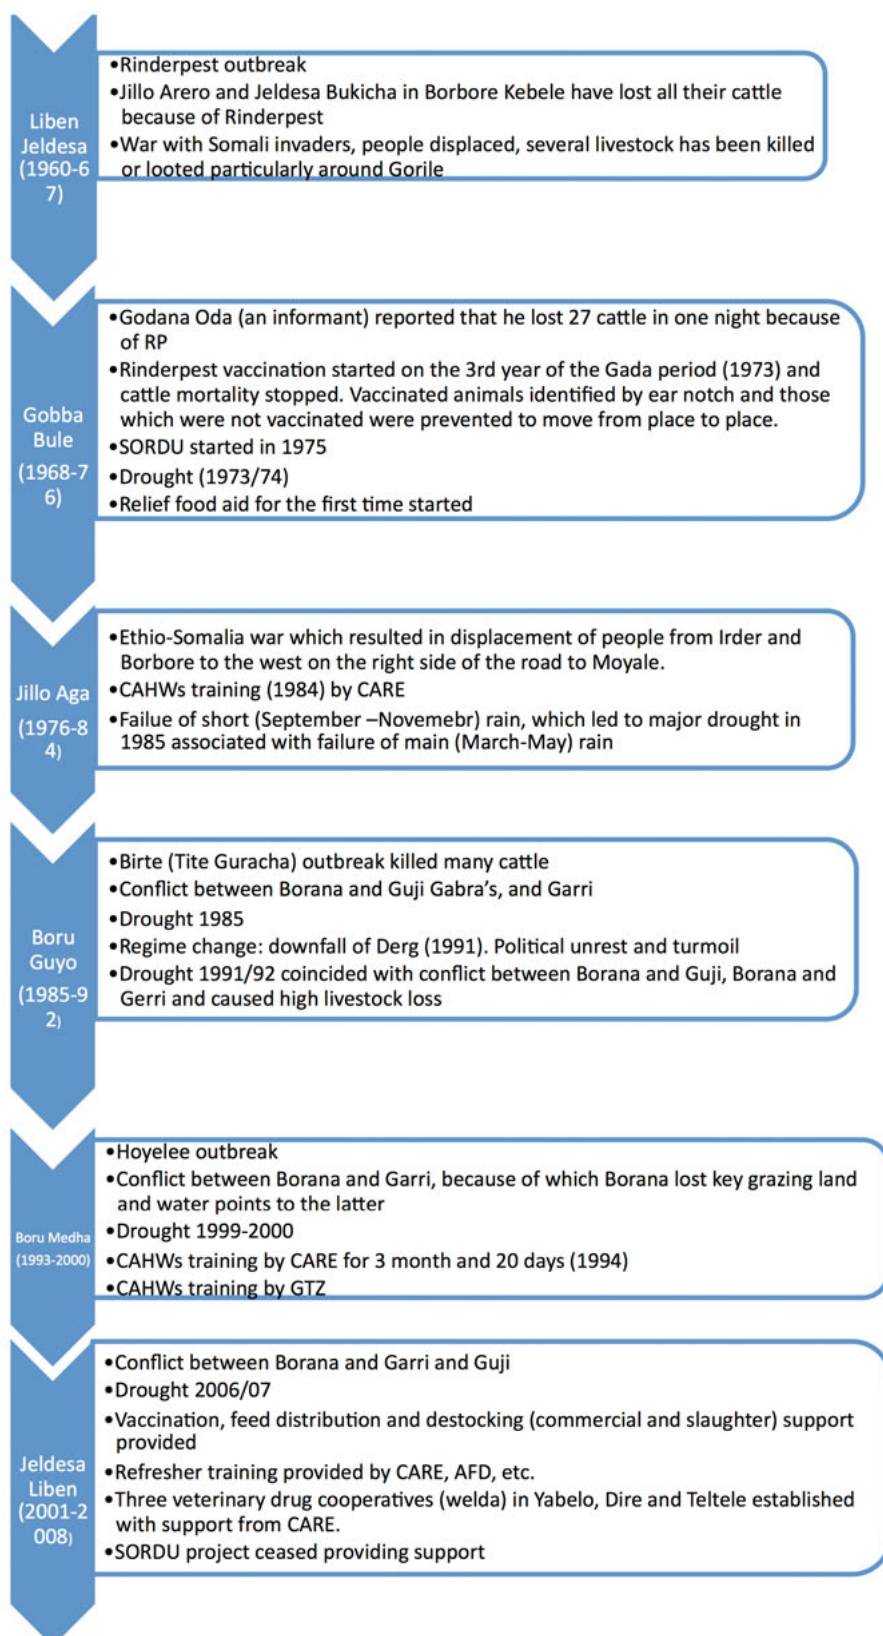 Liben
Jeldesa
(1960-6
7)
•Rinderpest outbreak
•Jillo Arero and Jeldesa Bukicha in Borbore Kebele have lost all their cattle
because of Rinderpest
•War with Somali invaders, people displaced, several livestock has been killed
or looted particularly around Gorile
Gobba
Bule
(1968-7
6)
•Godana Oda (an informant) reported that he lost 27 cattle in one night because
of RP
•Rinderpest vaccination started on the 3rd year of the Gada period (1973) and
cattle mortality stopped. Vaccinated animals identified by ear notch and those
which were not vaccinated were prevented to move from place to place.
•SORDU started in 1975
•Drought (1973/74)
•Relief food aid for the first time started
Jillo Aga
(1976-8
4)
•Ethio-Somalia war which resulted in displacement of people from Irder and
Borbore to the west on the right side of the road to Moyale.
•CAHWs training (1984) by CARE
•Failue of short (September –Novemebr) rain, which led to major drought in
1985 associated with failure of main (March-May) rain
Boru
Guyo
(1985-9
2)
•Birte (Tite Guracha) outbreak killed many cattle
•Conflict between Borana and Guji Gabra's, and Garri
•Drought 1985
•Regime change: downfall of Derg (1991). Political unrest and turmoil
•Drought 1991/92 coincided with conflict between Borana and Guji, Borana and
Gerri and caused high livestock loss
Boru Medha
(1993-2000)
•Hoyelee outbreak
•Conflict between Borana and Garri, because of which Borana lost key grazing land
and water points to the latter
•Drought 1999-2000
•CAHWs training by CARE for 3 month and 20 days (1994)
•CAHWs training by GTZ
Jeldesa
Liben
(2001-2
008)
•Conflict between Borana and Garri and Guji
•Drought 2006/07
•Vaccination, feed distribution and destocking (commercial and slaughter) support
provided
•Refresher training provided by CARE, AFD, etc.
•Three veterinary drug cooperatives (welda) in Yabelo, Dire and Teltele established
with support from CARE.
•SORDU project ceased providing support